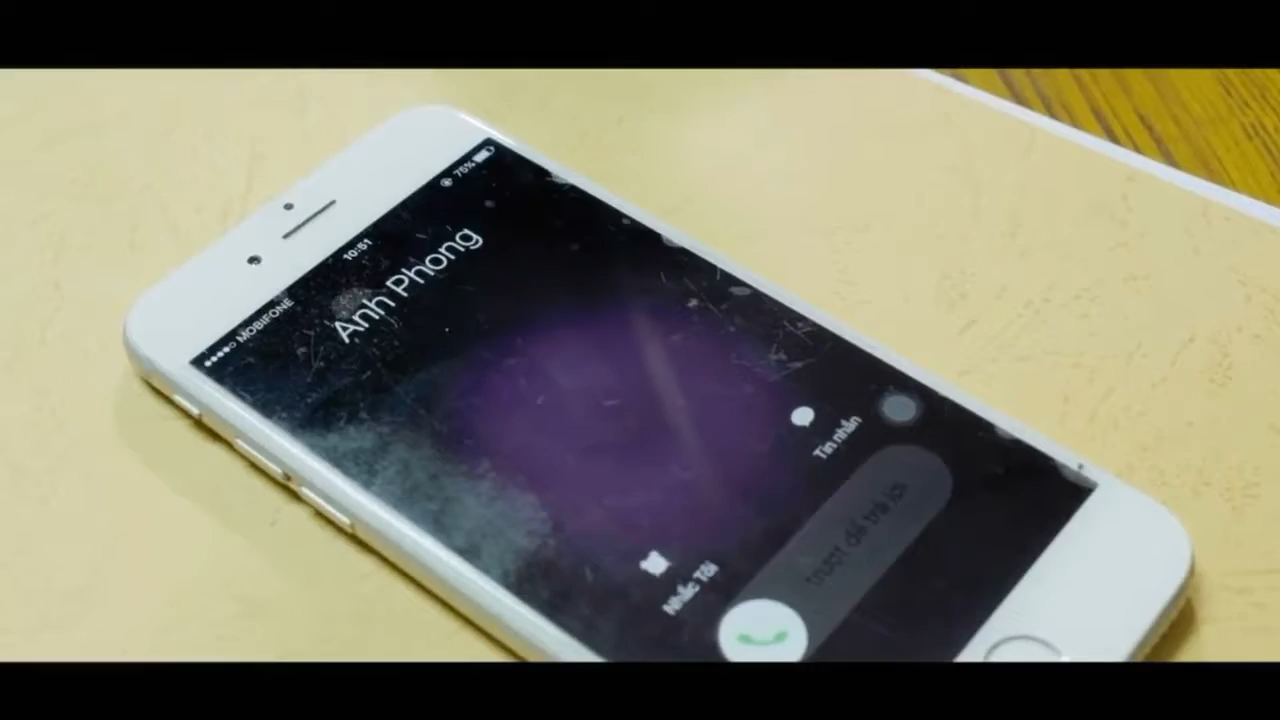 MOBIFONE
10:51
75%
Anh Phong
Nhắc Tôi
Tin nhắn
trượt để trả lời